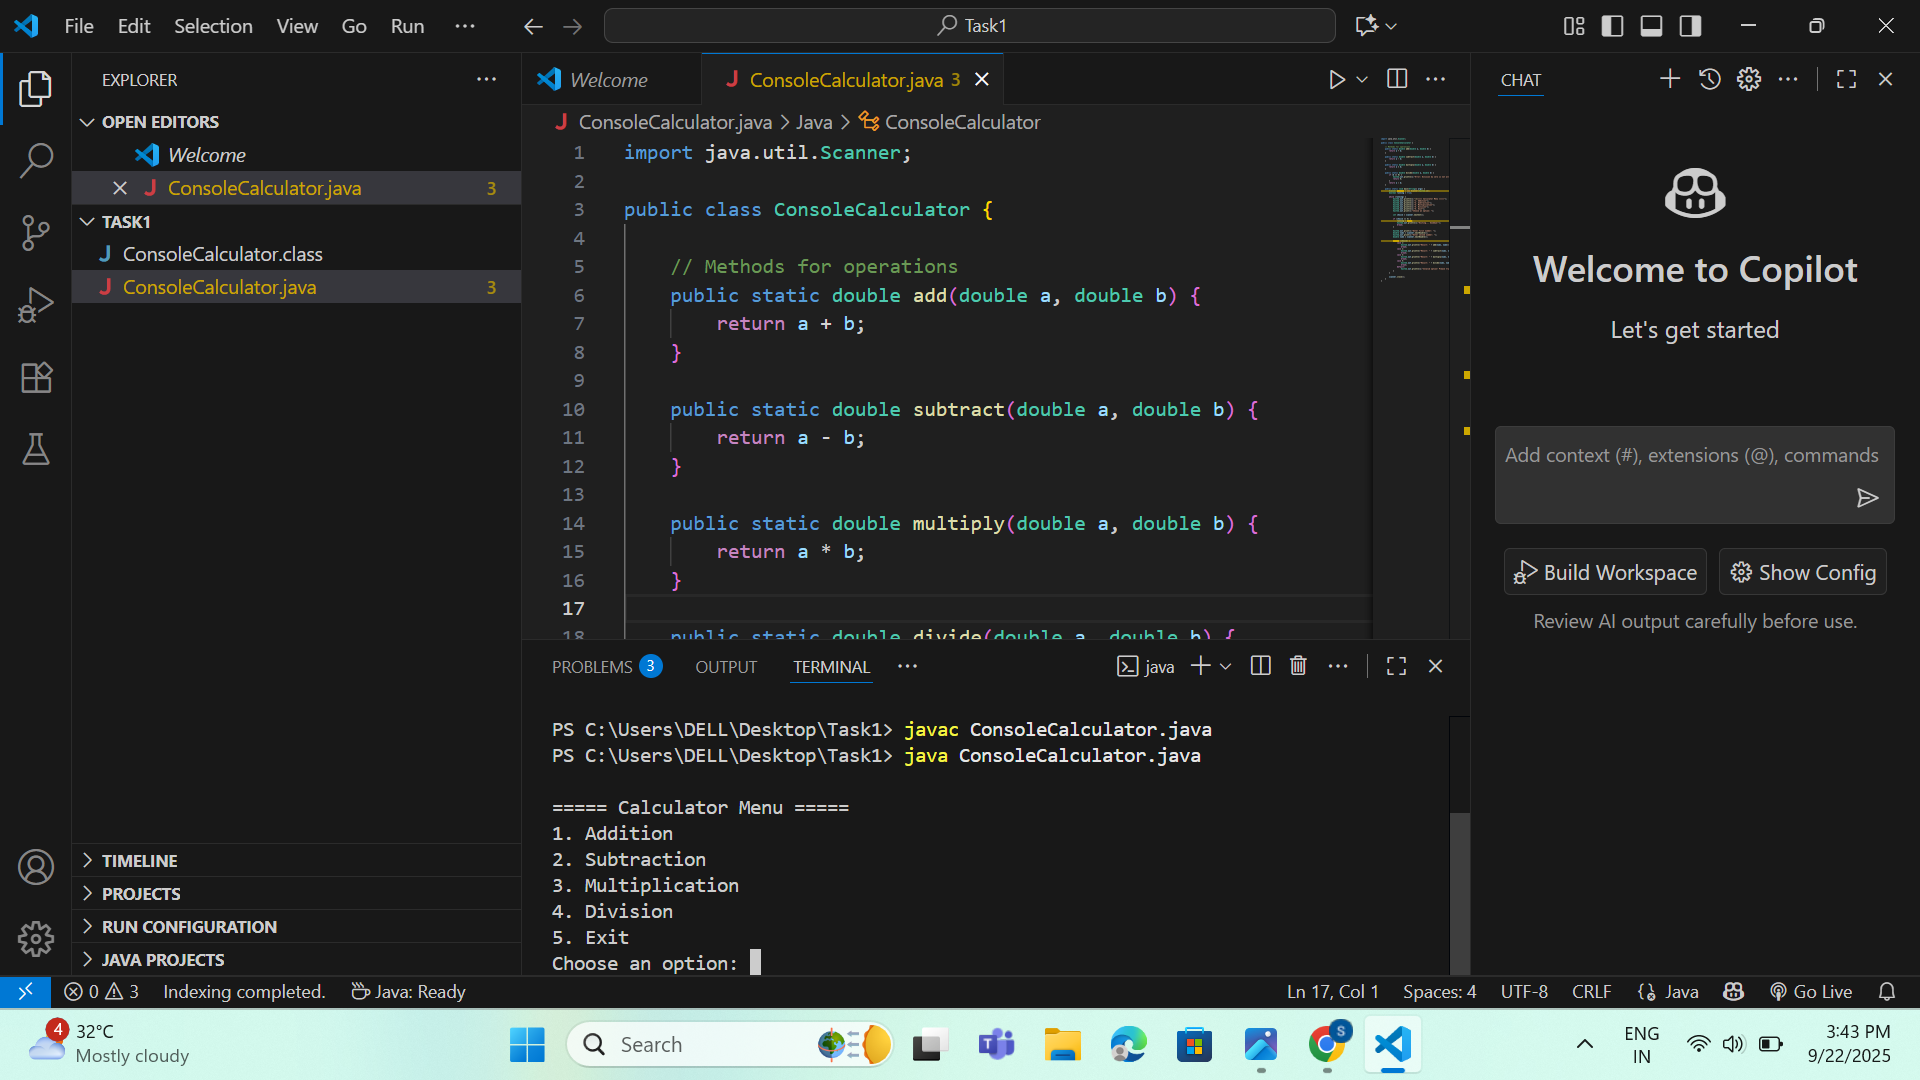 File Edit Selection View Go Run ··· Task1
EXPLORER
OPEN EDITORS
Welcome
ConsoleCalculator.java 3
TASK1
ConsoleCalculator.class
ConsoleCalculator.java 3
TIMELINE
PROJECTS
RUN CONFIGURATION
JAVA PROJECTS
Welcome ConsoleCalculator.java 3
ConsoleCalculator.java > Java > ConsoleCalculator
1 import java.util.Scanner;
2
3 public class ConsoleCalculator {
4
5 // Methods for operations
6 public static double add(double a, double b) {
7 return a + b;
8 }
9
10 public static double subtract(double a, double b) {
11 return a - b;
12 }
13
14 public static double multiply(double a, double b) {
15 return a * b;
16 }
17
18 public static double divide(double a, double b) {
PROBLEMS 3 OUTPUT TERMINAL ··· java
PS C:\Users\DELL\Desktop\Task1> javac ConsoleCalculator.java
PS C:\Users\DELL\Desktop\Task1> java ConsoleCalculator.java
===== Calculator Menu =====
1. Addition
2. Subtraction
3. Multiplication
4. Division
5. Exit
Choose an option:
CHAT
Welcome to Copilot
Let's get started
Add context (#), extensions (@), commands
Build Workspace Show Config
Review AI output carefully before use.
0 3 Indexing completed. Java: Ready Ln 17, Col 1 Spaces: 4 UTF-8 CRLF Java Go Live
4 32°C
Mostly cloudy
Search
S
ENG
IN
3:43 PM
9/22/2025